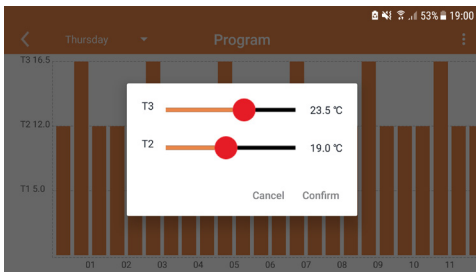 53% 19:00
Thursday Program
T3 16.5
T3 23.5 °C
T2 12.0
T2 19.0 °C
T1 5.0
Cancel Confirm
01 02 03 04 05 06 07 08 09 10 11